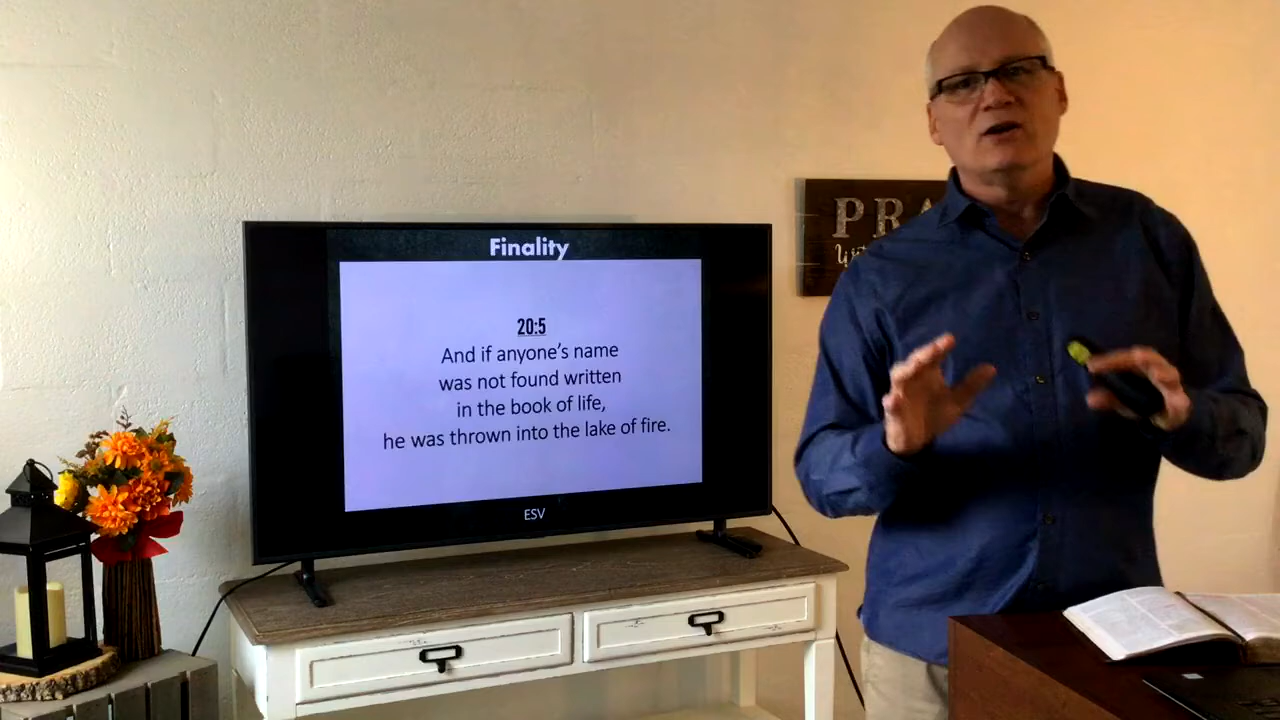 Finality
20:5
And if anyone's name
was not found written
in the book of life,
he was thrown into the lake of fire.
ESV